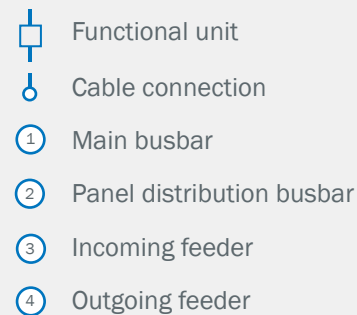 Functional unit
Cable connection
1 Main busbar
2 Panel distribution busbar
3 Incoming feeder
4 Outgoing feeder